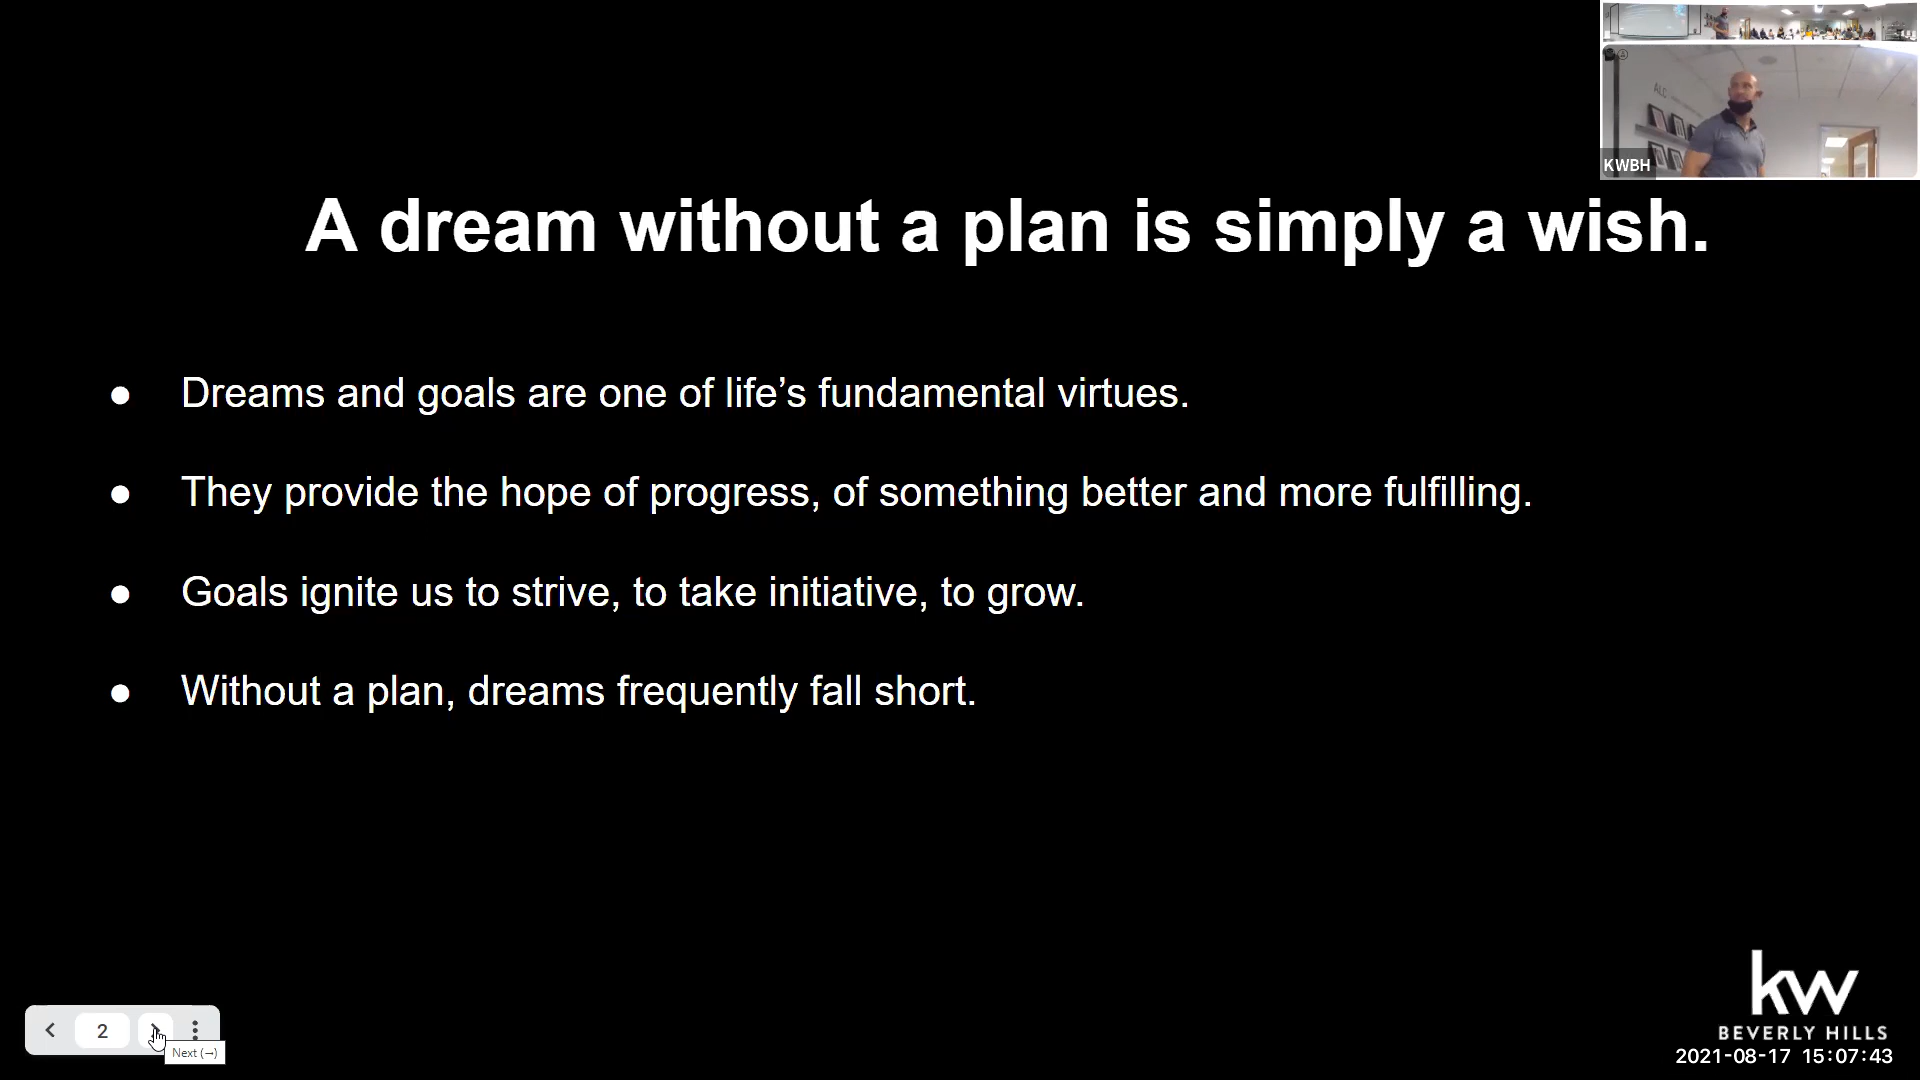 ALC
KWBH
A dream without a plan is simply a wish.
● Dreams and goals are one of life’s fundamental virtues.
● They provide the hope of progress, of something better and more fulfilling.
● Goals ignite us to strive, to take initiative, to grow.
● Without a plan, dreams frequently fall short.
2
Next (→)
kw
BEVERLY HILLS
2021-08-17 15:07:43